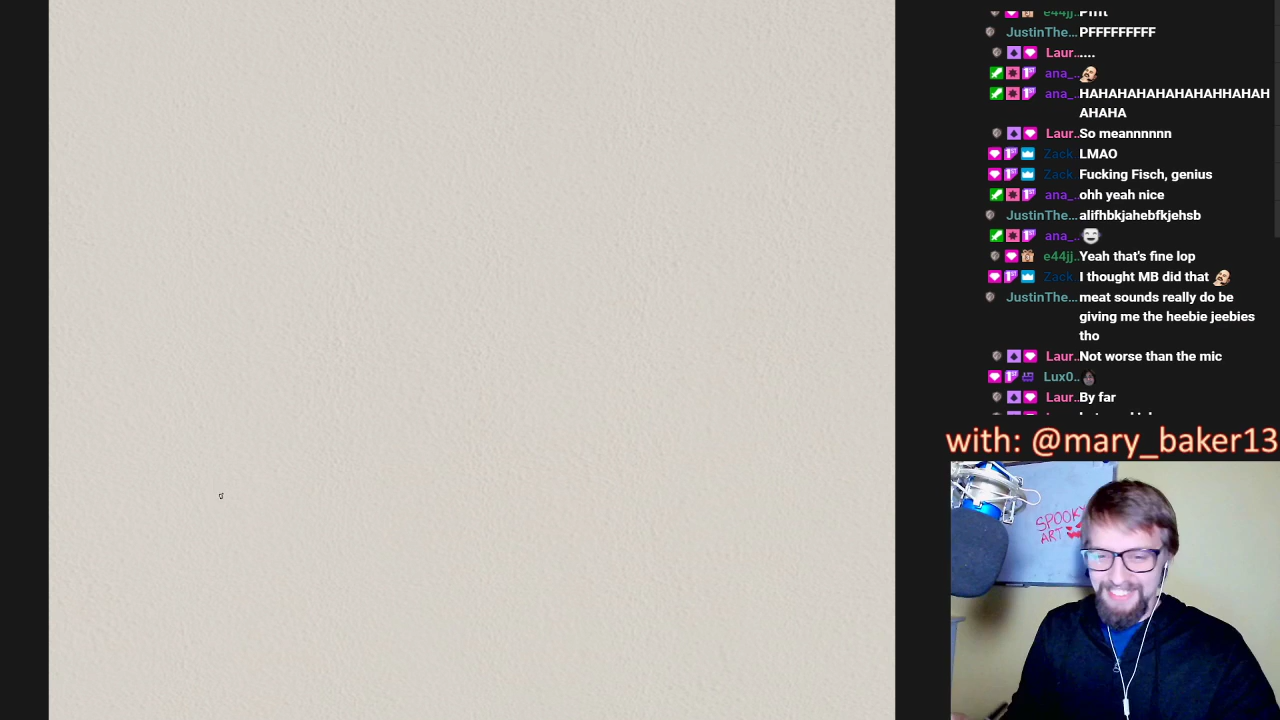 e44jj.. Pffft
JustinThe... PFFFFFFFFF
Laur.. ....
ana_..
ana_.. HAHAHAHAHAHAHAHHAHAH
AHAHA
Laur.. So meannnnnn
Zack. LMAO
Zack. Fucking Fisch, genius
ana_.. ohh yeah nice
JustinThe... alifhbkjahebfkjehsb
ana_..
e44jj.. Yeah that's fine lop
Zack. I thought MB did that
JustinThe... meat sounds really do be
giving me the heebie jeebies
tho
Laur.. Not worse than the mic
Lux0..
Laur.. By far
with: @mary_baker13
SPOOKY
ART